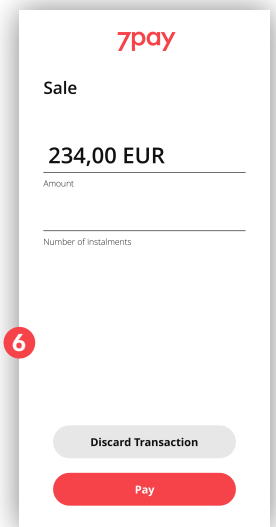 7pay
Sale
234,00 EUR
Amount
Number of instalments
6
Discard Transaction
Pay